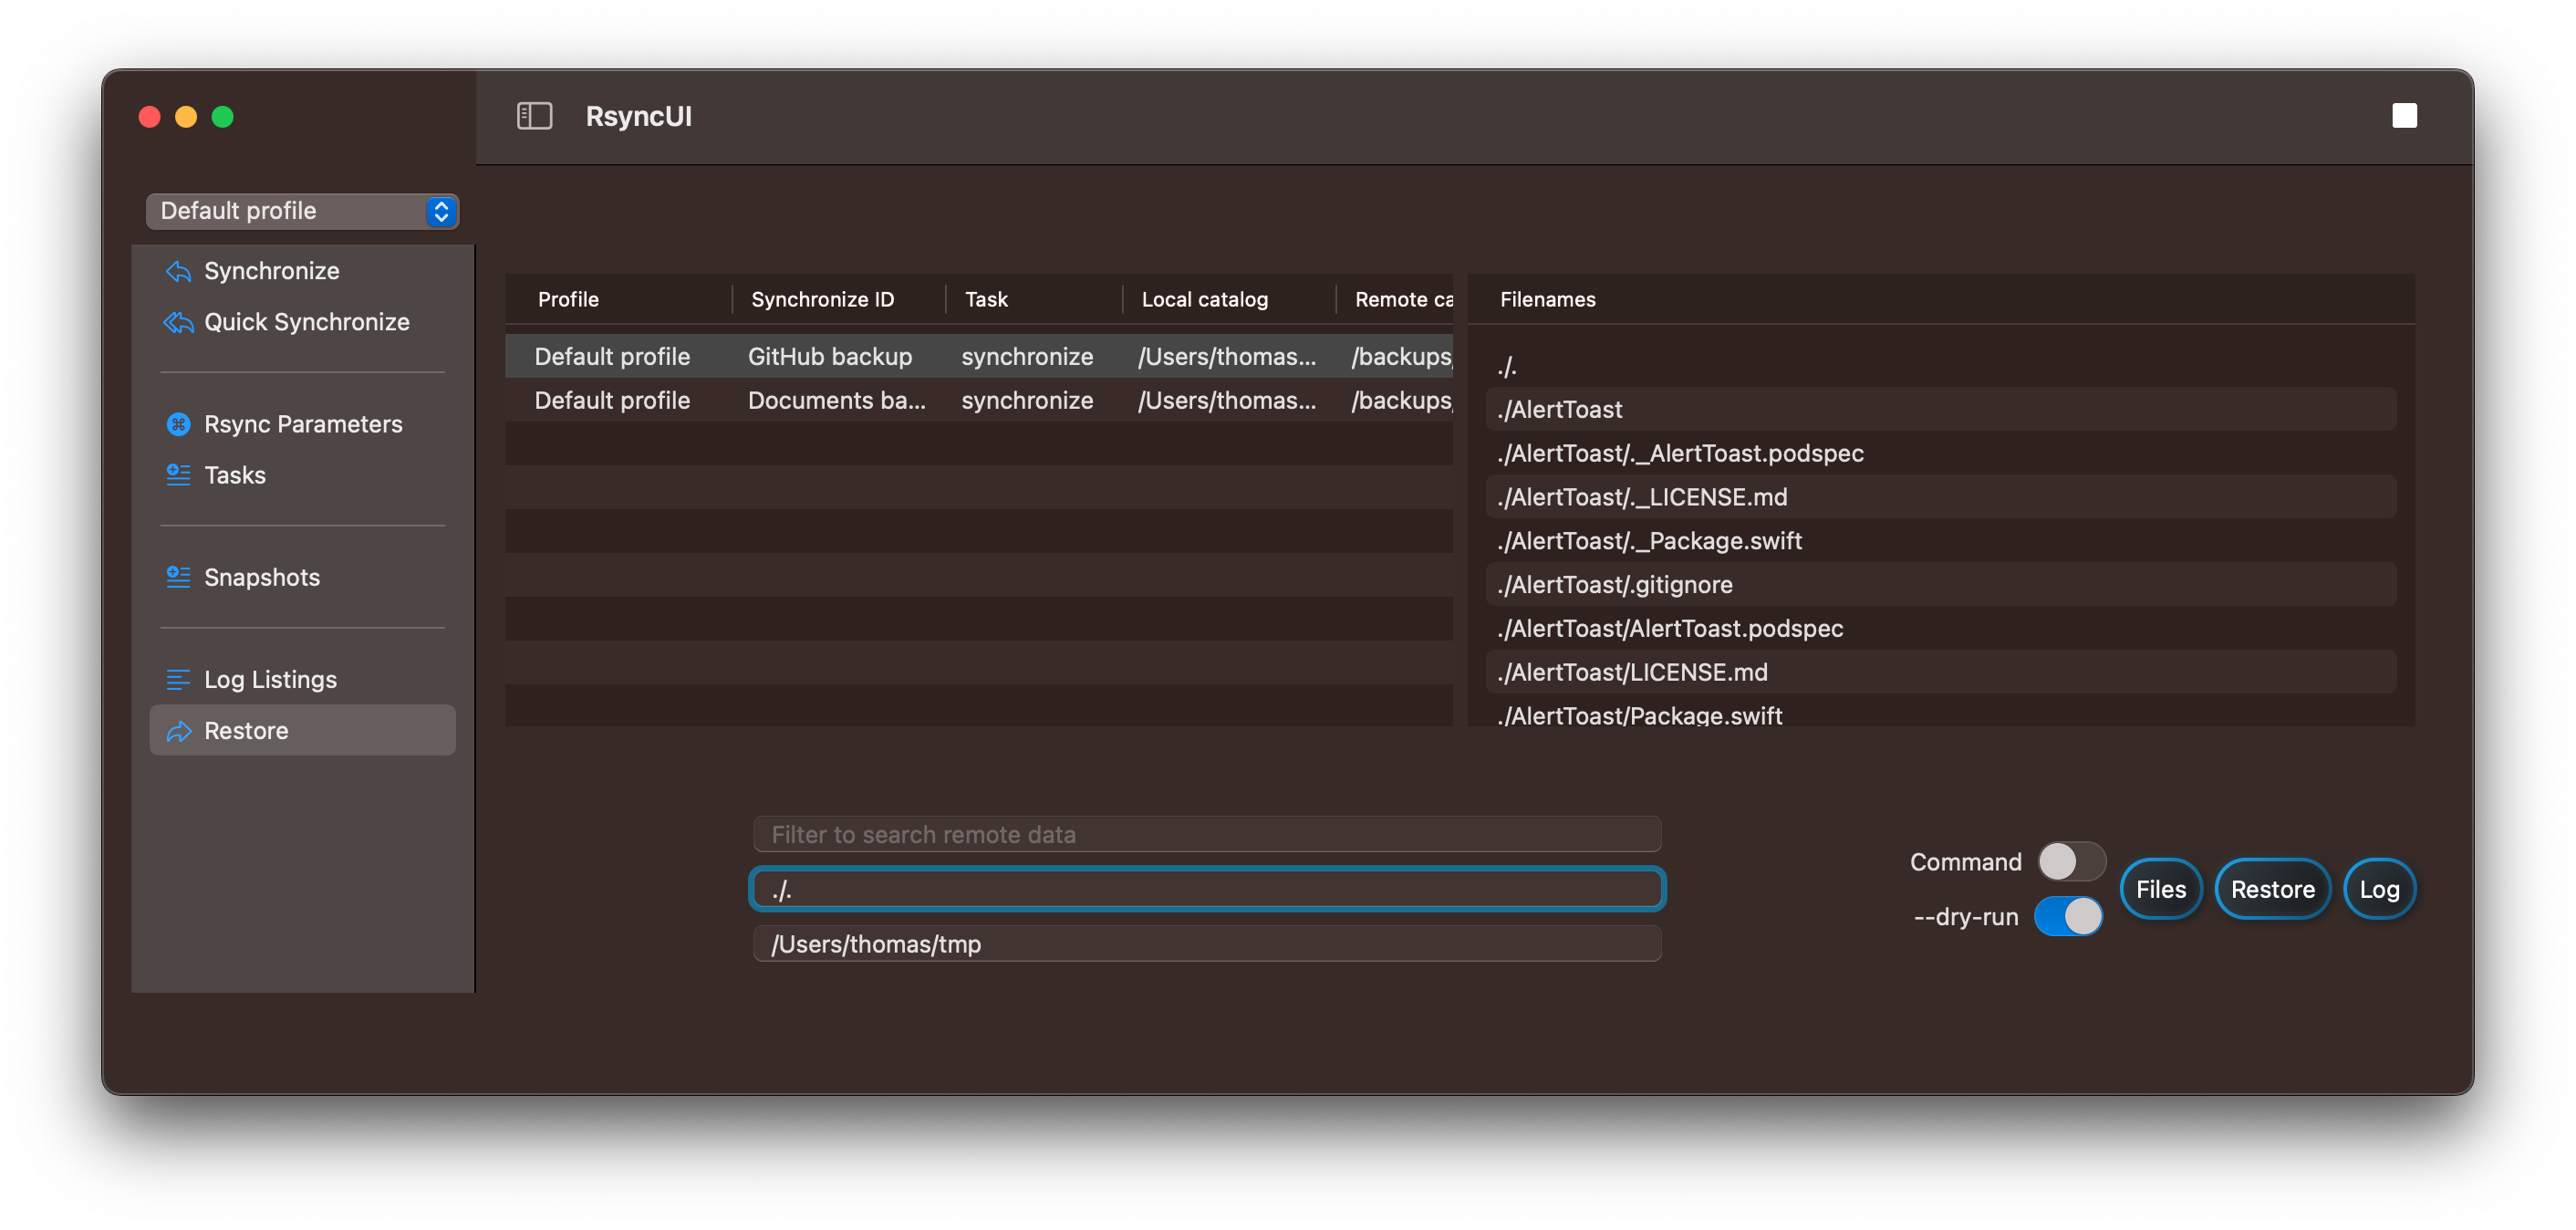 RsyncUI
Default profile
Synchronize
Quick Synchronize
Rsync Parameters
Tasks
Snapshots
Log Listings
Restore
Profile Synchronize ID Task Local catalog Remote ca
Default profile GitHub backup synchronize /Users/thomas... /backups/
Default profile Documents ba... synchronize /Users/thomas... /backups/
Filenames
./.
./AlertToast
./AlertToast/._AlertToast.podspec
./AlertToast/._LICENSE.md
./AlertToast/._Package.swift
./AlertToast/.gitignore
./AlertToast/AlertToast.podspec
./AlertToast/LICENSE.md
./AlertToast/Package.swift
Filter to search remote data
./.
/Users/thomas/tmp
Command
--dry-run
Files Restore Log